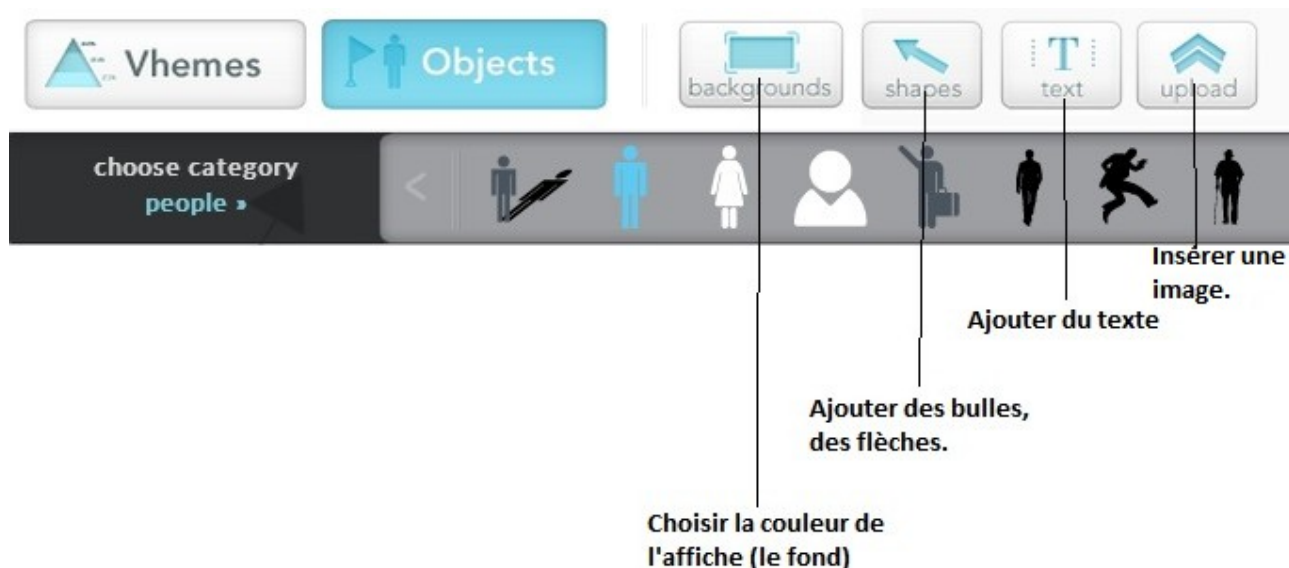 Vhemes
Objects
backgrounds
shapes
T
text
upload
choose category
people »
<
Insérer une
image.
Ajouter du texte
Ajouter des bulles,
des flèches.
Choisir la couleur de
l'affiche (le fond)